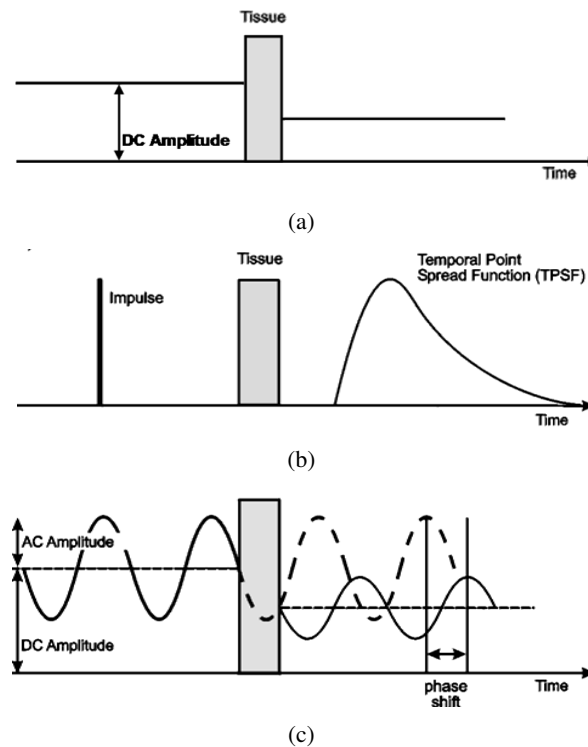 Tissue
DC Amplitude
Time
(a)
Tissue
Temporal Point
Spread Function (TPSF)
Impulse
Time
(b)
AC Amplitude
DC Amplitude
Time
phase
shift
(c)